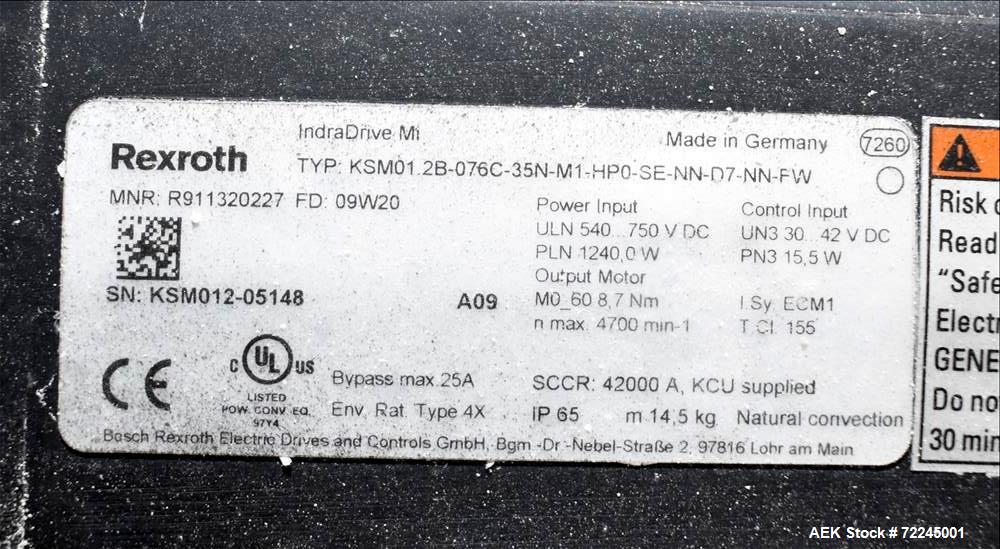 IndraDrive Mi
Made in Germany
7260
Rexroth
TYP: KSM01.2B-076C-35N-M1-HP0-SE-NN-D7-NN-FW
MNR: R911320227 FD: 09W20
Power Input
Control Input
ULN 540...750 V DC
UN3 30...42 V DC
PLN 1240,0 W
PN3 15,5 W
Output Motor
SN: KSM012-05148
A09
M0_60 8,7 Nm
I.Sy. ECM1
n max. 4700 min-1
T.Cl. 155
CE
C UL US
LISTED
POW. CONV. EQ.
97Y4
Bypass max.25A
SCCR: 42000 A, KCU supplied
Env. Rat. Type 4X
IP 65
m 14,5 kg
Natural convection
Bosch Rexroth Electric Drives and Controls GmbH, Bgm.-Dr.-Nebel-Straße 2, 97816 Lohr am Main
Risk
Read
"Safe
Elect
GENE
Do no
30 min
AEK Stock # 72245001